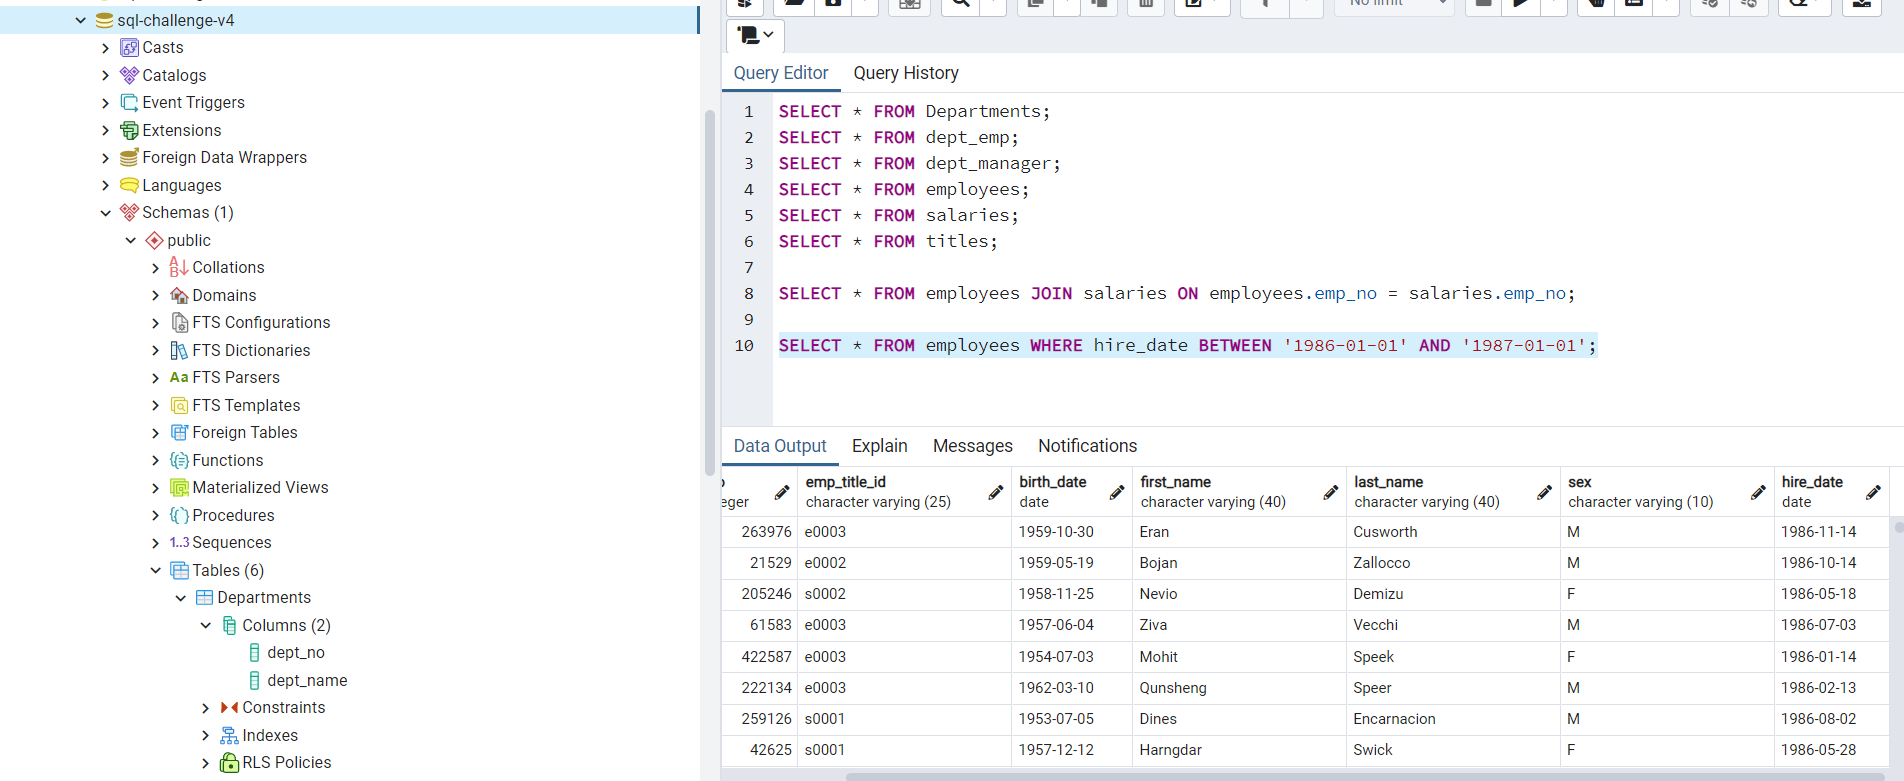 sql-challenge-v4
Casts
Catalogs
Event Triggers
Extensions
Foreign Data Wrappers
Languages
Schemas (1)
public
Collations
Domains
FTS Configurations
FTS Dictionaries
Aa FTS Parsers
FTS Templates
Foreign Tables
Functions
Materialized Views
Procedures
1..3 Sequences
Tables (6)
Departments
Columns (2)
dept_no
dept_name
Constraints
Indexes
RLS Policies
No limit
Query Editor Query History
1 SELECT * FROM Departments;
2 SELECT * FROM dept_emp;
3 SELECT * FROM dept_manager;
4 SELECT * FROM employees;
5 SELECT * FROM salaries;
6 SELECT * FROM titles;
7
8 SELECT * FROM employees JOIN salaries ON employees.emp_no = salaries.emp_no;
9
10 SELECT * FROM employees WHERE hire_date BETWEEN '1986-01-01' AND '1987-01-01';
Data Output Explain Messages Notifications
emp_title_id birth_date first_name last_name sex hire_date
eger character varying (25) date character varying (40) character varying (40) character varying (10) date
263976 e0003 1959-10-30 Eran Cusworth M 1986-11-14
21529 e0002 1959-05-19 Bojan Zallocco M 1986-10-14
205246 s0002 1958-11-25 Nevio Demizu F 1986-05-18
61583 e0003 1957-06-04 Ziva Vecchi M 1986-07-03
422587 e0003 1954-07-03 Mohit Speek F 1986-01-14
222134 e0003 1962-03-10 Qunsheng Speer M 1986-02-13
259126 s0001 1953-07-05 Dines Encarnacion M 1986-08-02
42625 s0001 1957-12-12 Harngdar Swick F 1986-05-28